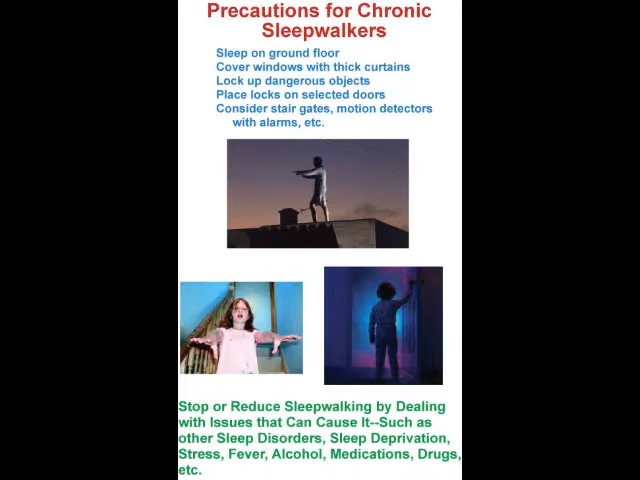 Precautions for Chronic
Sleepwalkers
Sleep on ground floor
Cover windows with thick curtains
Lock up dangerous objects
Place locks on selected doors
Consider stair gates, motion detectors
with alarms, etc.
Stop or Reduce Sleepwalking by Dealing
with Issues that Can Cause It--Such as
other Sleep Disorders, Sleep Deprivation,
Stress, Fever, Alcohol, Medications, Drugs,
etc.